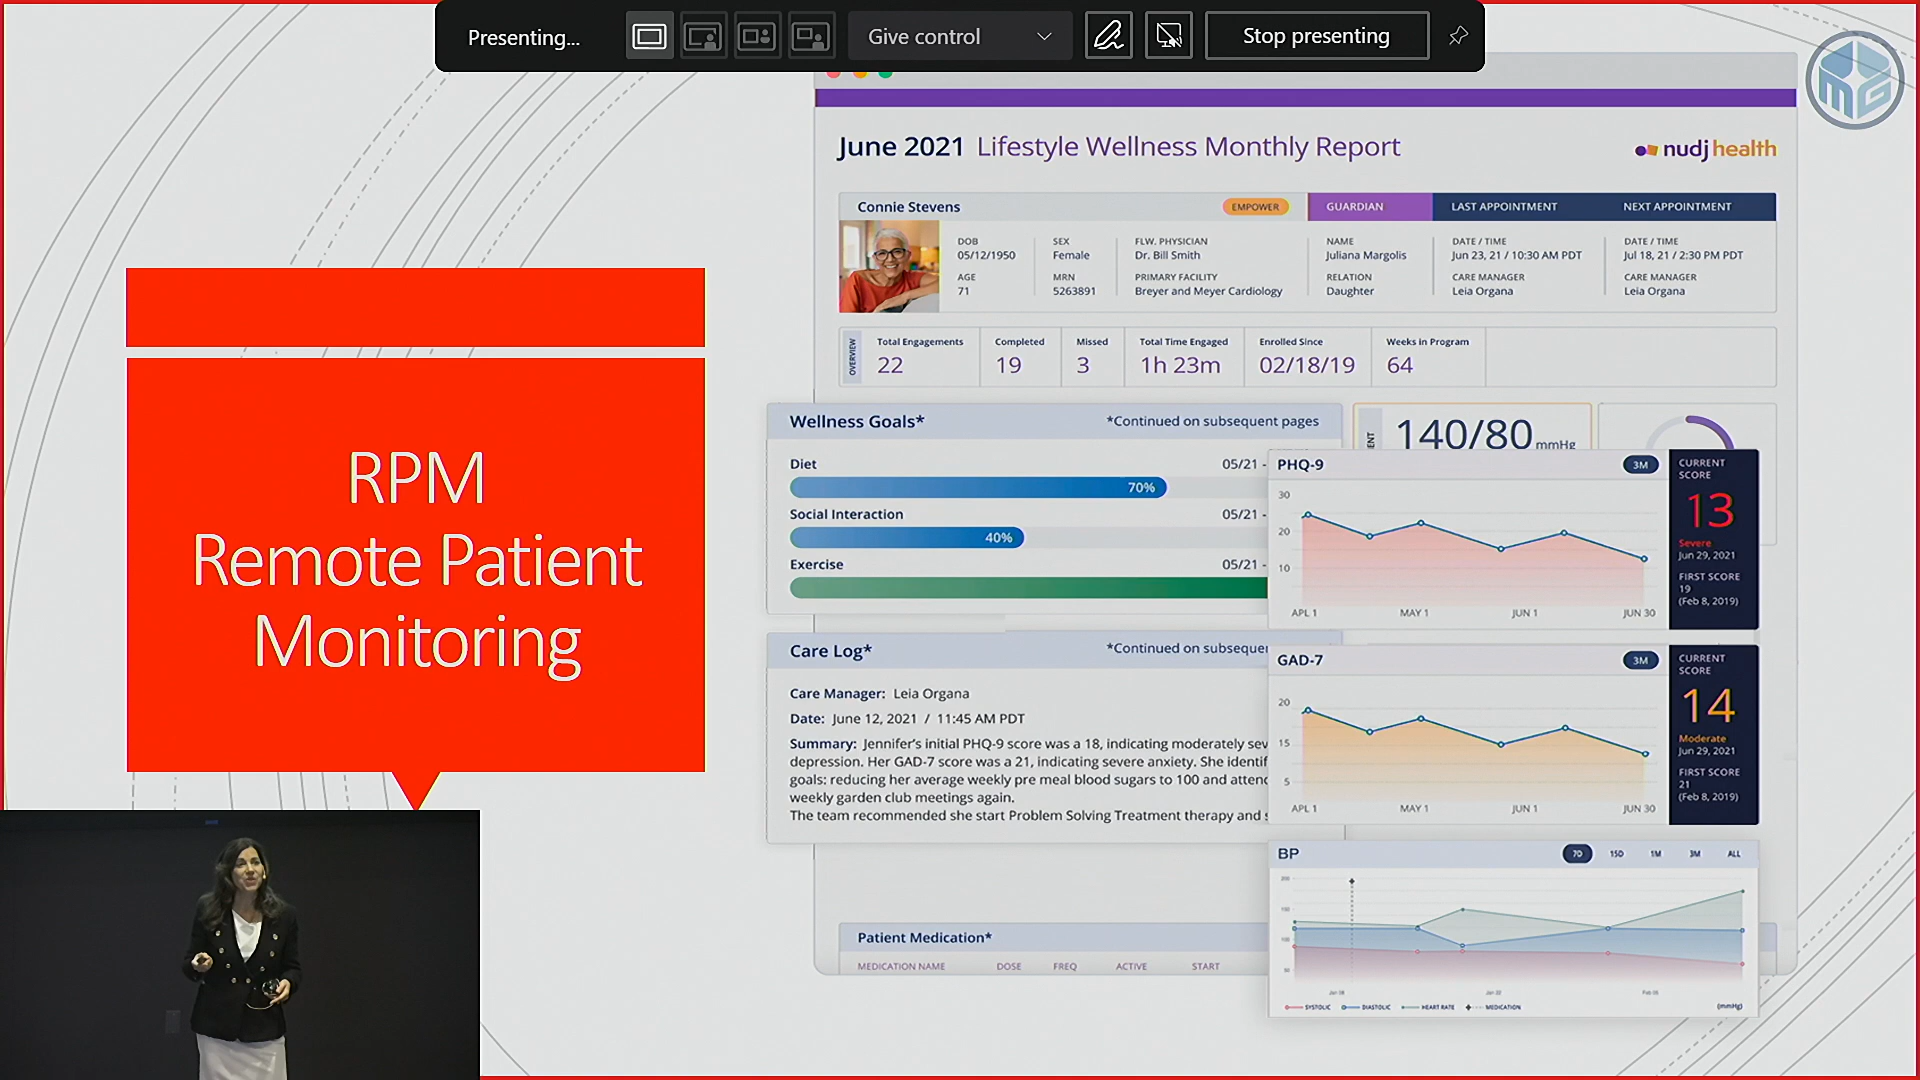 Presenting...
Give control
Stop presenting
MG
June 2021 Lifestyle Wellness Monthly Report
nudj health
Connie Stevens
EMPOWER
GUARDIAN
LAST APPOINTMENT
NEXT APPOINTMENT
DOB
05/12/1950
AGE
71
SEX
Female
MRN
5263891
FLW. PHYSICIAN
Dr. Bill Smith
PRIMARY FACILITY
Breyer and Meyer Cardiology
NAME
Juliana Margolis
RELATION
Daughter
DATE / TIME
Jun 23, 21 / 10:30 AM PDT
CARE MANAGER
Leia Organa
DATE / TIME
Jul 18, 21 / 2:30 PM PDT
CARE MANAGER
Leia Organa
OVERVIEW
Total Engagements
22
Completed
19
Missed
3
Total Time Engaged
1h 23m
Enrolled Since
02/18/19
Weeks in Program
64
RPM
Remote Patient
Monitoring
Wellness Goals*
*Continued on subsequent pages
Diet
05/21 -
70%
Social Interaction
05/21 -
40%
Exercise
05/21 -
140/80 mmHg
PHQ-9
3M
30
20
10
APL 1
MAY 1
JUN 1
JUN 30
CURRENT
SCORE
13
Severe
Jun 29, 2021
FIRST SCORE
19
(Feb 8, 2019)
Care Log*
*Continued on subseque
Care Manager: Leia Organa
Date: June 12, 2021 / 11:45 AM PDT
Summary: Jennifer's initial PHQ-9 score was a 18, indicating moderately sev
depression. Her GAD-7 score was a 21, indicating severe anxiety. She identif
goals: reducing her average weekly pre meal blood sugars to 100 and attend
weekly garden club meetings again.
The team recommended she start Problem Solving Treatment therapy and s
GAD-7
3M
20
15
5
APL 1
MAY 1
JUN 1
JUN 30
CURRENT
SCORE
14
Moderate
Jun 29, 2021
FIRST SCORE
21
(Feb 8, 2019)
BP
7D
15D
1M
3M
ALL
200
150
100
50
SYSTOLIC
DIASTOLIC
HEART RATE
MEDICATION
(mmHg)
Patient Medication*
MEDICATION NAME
DOSE
FREQ
ACTIVE
START